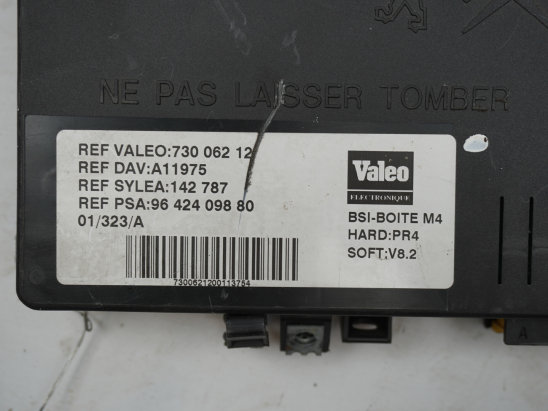 NE PAS LAISSER TOMBER
REF VALEO:730 062 12
REF DAV:A11975
REF SYLEA:142 787
REF PSA:96 424 098 80
01/323/A
Valeo
ELECTRONIQUE
BSI-BOITE M4
HARD:PR4
SOFT:V8.2
7300621200113754
A